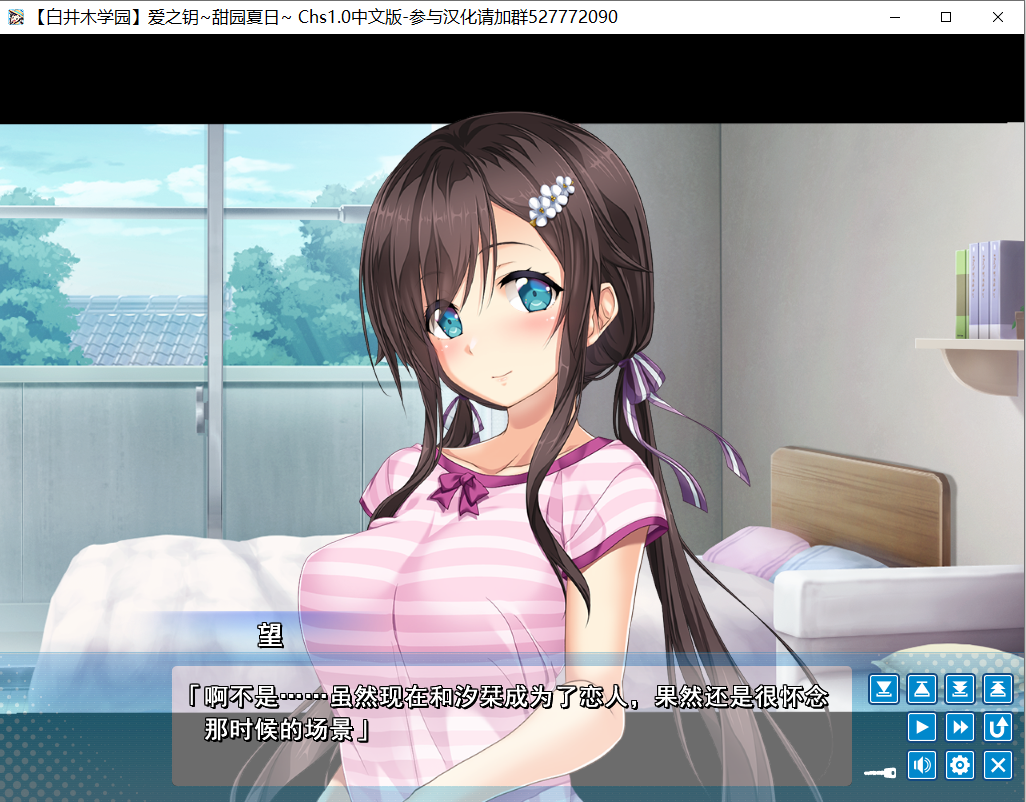 【白井木学园】爱之钥~甜园夏日~ Chs1.0中文版-参与汉化请加群527772090
望
「啊不是……虽然现在和汐栞成为了恋人，果然还是很怀念
那时候的场景」